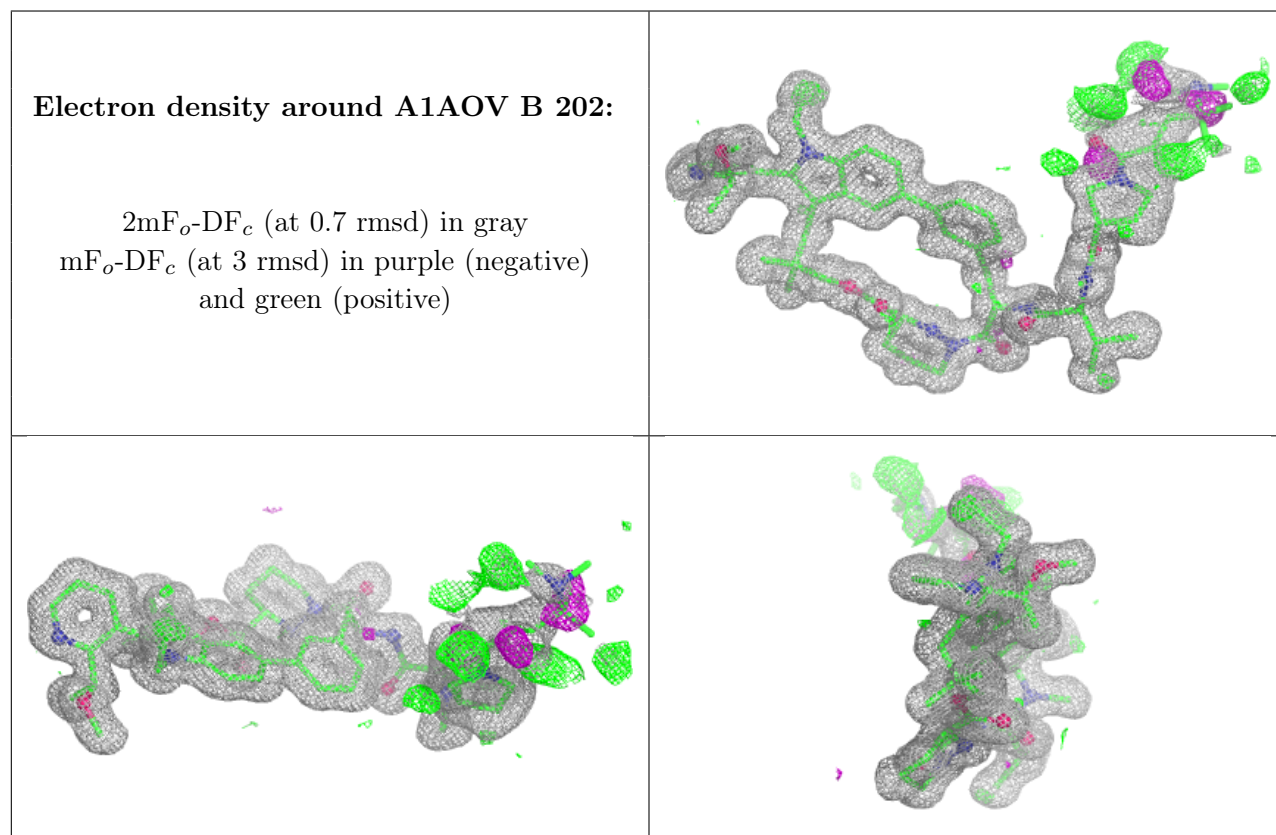 Electron density around A1AOV B 202:
2mFo-DFc (at 0.7 rmsd) in gray
mFo-DFc (at 3 rmsd) in purple (negative)
and green (positive)